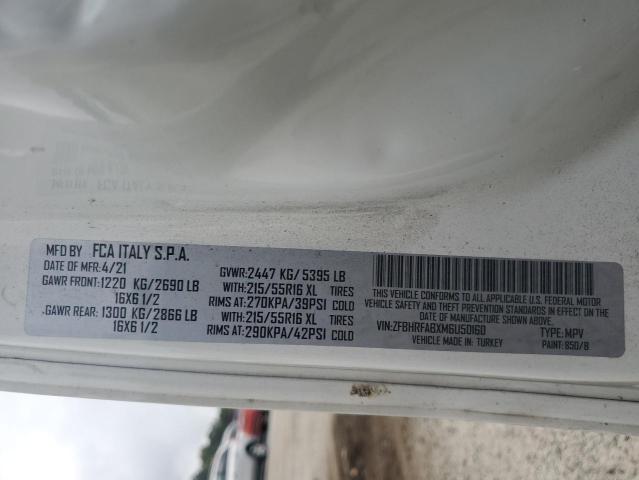 MFD BY FCA ITALY S.P.A.
DATE OF MFR: 4/21
GAWR FRONT: 1220 KG/2690 LB
16X6 1/2
GAWR REAR: 1300 KG/2866 LB
16X6 1/2
GVWR: 2447 KG/ 5395 LB
WITH: 215/55R16 XL TIRES
RIMS AT: 270KPA/39PSI COLD
WITH: 215/55R16 XL TIRES
RIMS AT: 290KPA/42PSI COLD
THIS VEHICLE CONFORMS TO ALL APPLICABLE U.S. FEDERAL MOTOR
VEHICLE SAFETY AND THEFT PREVENTION STANDARDS IN EFFECT ON THE
DATE OF MANUFACTURE SHOWN ABOVE.
VIN: ZFBHRFABXM6U50160 TYPE: MPV
VEHICLE MADE IN: TURKEY PAINT: 850/B